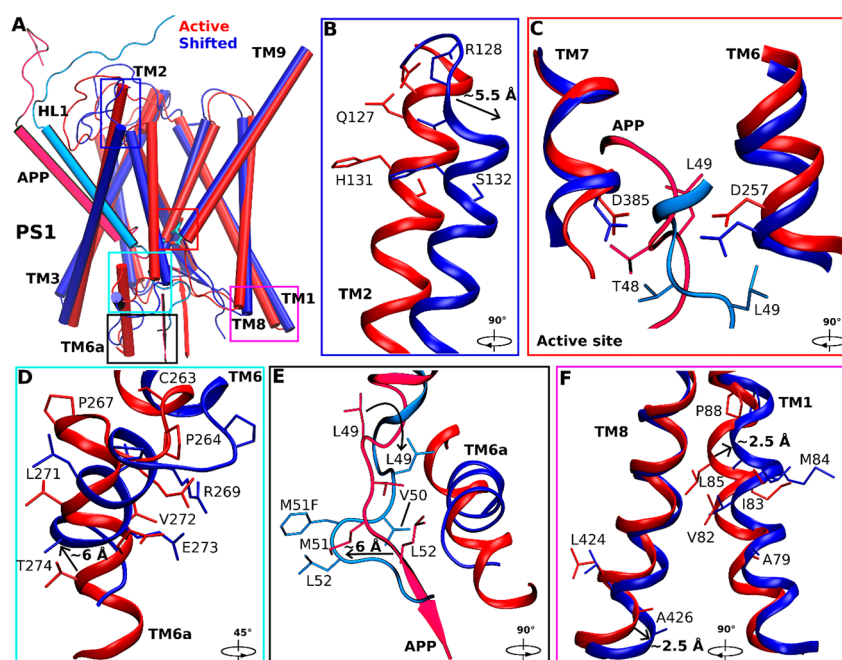 A
Active
Shifted
TM9
TM2
HL1
APP
PS1
TM3
TM6a
TM8
TM1
B
R128
~5.5 Å
Q127
H131
S132
TM2
90°
C
TM7
TM6
APP
L49
D385
D257
T48
L49
Active site
90°
D
C263
TM6
P267
P264
L271
R269
V272
E273
~6 Å
T274
TM6a
45°
E
L49
L49
TM6a
V50
M51F
M51
~6 Å
L52
L52
APP
90°
F
P88
TM1
TM8
~2.5 Å
M84
L85
I83
V82
L424
A79
A426
~2.5 Å
90°